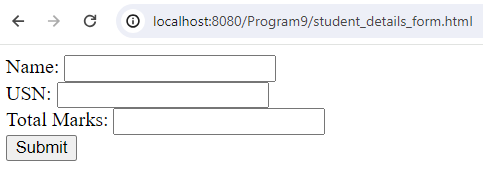 localhost:8080/Program9/student_details_form.html
Name:
USN:
Total Marks:
Submit